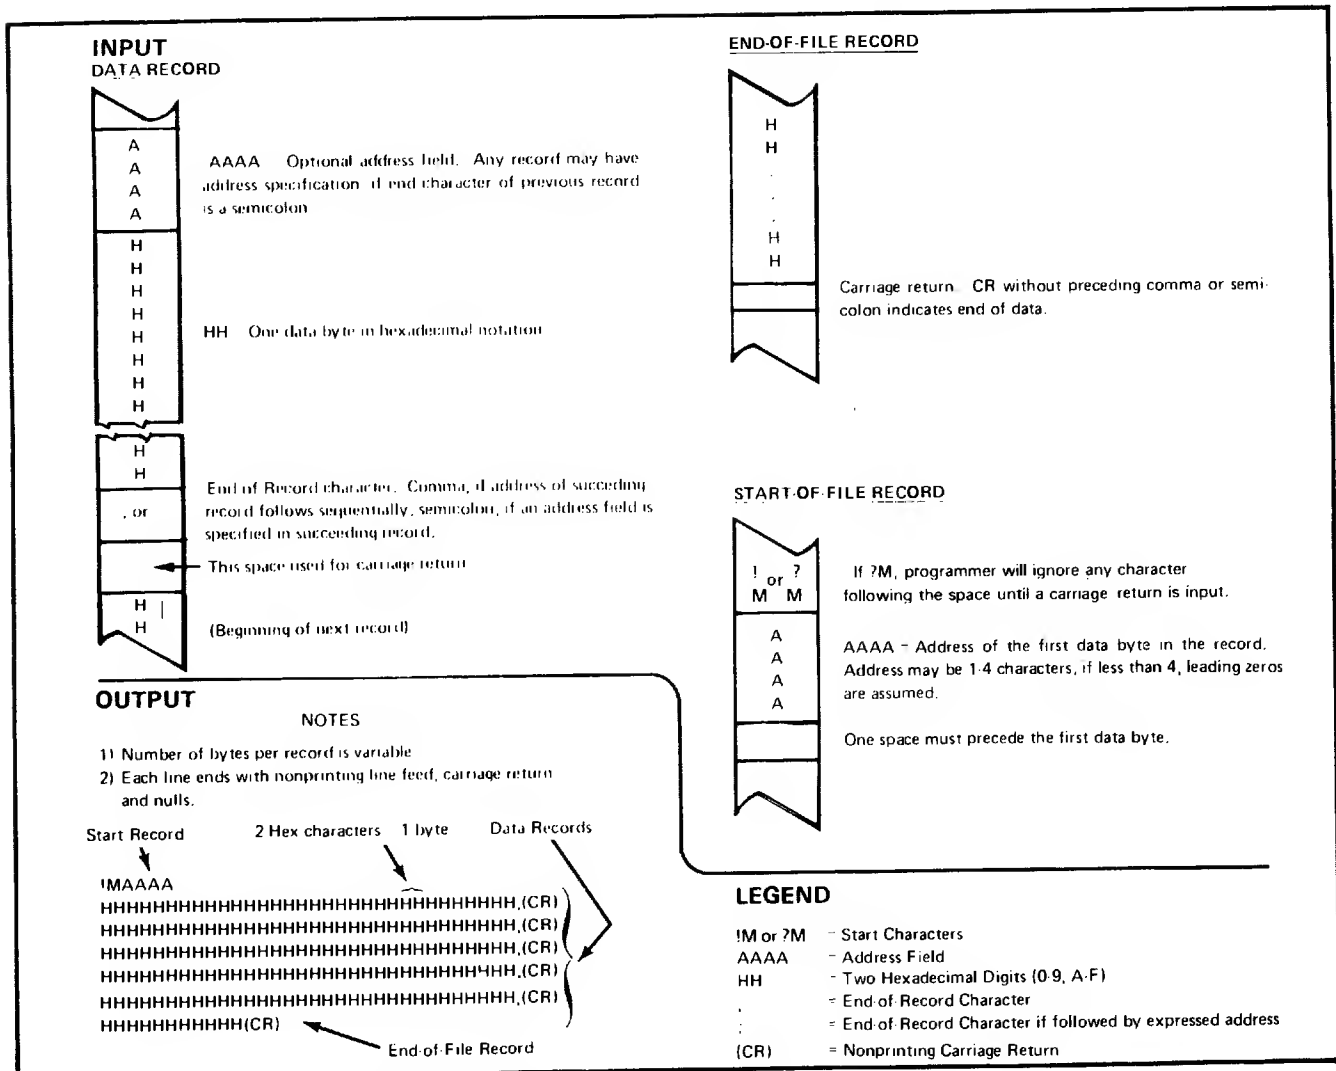 INPUT
DATA RECORD
A
A
A
A
AAAA Optional address field. Any record may have
address specification if end character of previous record
is a semicolon
H
H
H
H
H
H
H
H
HH One data byte in hexadecimal notation
H
H
, or
End of Record character. Comma, if address of succeding
record follows sequentially, semicolon, if an address field is
specified in succeeding record.
This space used for carriage return
H
H
(Beginning of next record)
END-OF-FILE RECORD
H
H
.
.
.
H
H
Carriage return. CR without preceding comma or semi-
colon indicates end of data.
START-OF-FILE RECORD
! or ?
M M
If ?M, programmer will ignore any character
following the space until a carriage return is input.
A
A
A
A
AAAA - Address of the first data byte in the record.
Address may be 1-4 characters, if less than 4, leading zeros
are assumed.
One space must precede the first data byte.
OUTPUT
NOTES
1) Number of bytes per record is variable
2) Each line ends with nonprinting line feed, carriage return
and nulls.
Start Record
2 Hex characters 1 byte
Data Records
!MAAAA
HHHHHHHHHHHHHHHHHHHHHHHHHHHHHHHH,(CR)
HHHHHHHHHHHHHHHHHHHHHHHHHHHHHHHH,(CR)
HHHHHHHHHHHHHHHHHHHHHHHHHHHHHHHH,(CR)
HHHHHHHHHHHHHHHHHHHHHHHHHHHHHHHH,(CR)
HHHHHHHHHHHHHHHHHHHHHHHHHHHHHHHH,(CR)
HHHHHHHHHHH(CR)
End-of-File Record
LEGEND
!M or ?M = Start Characters
AAAA = Address Field
HH = Two Hexadecimal Digits (0-9, A-F)
, = End-of-Record Character
; = End-of-Record Character if followed by expressed address
(CR) = Nonprinting Carriage Return